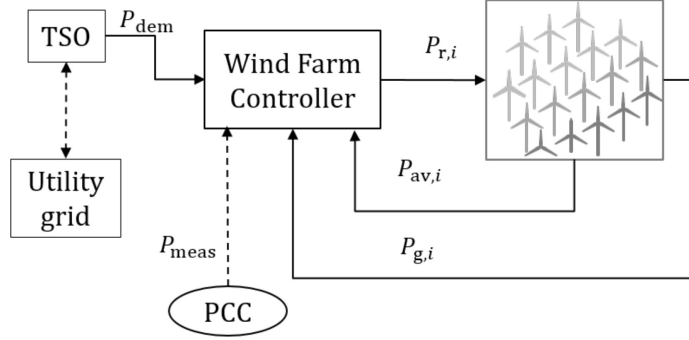 TSO
P_dem
Wind Farm
Controller
P_r,i
Utility
grid
P_av,i
P_meas
P_g,i
PCC